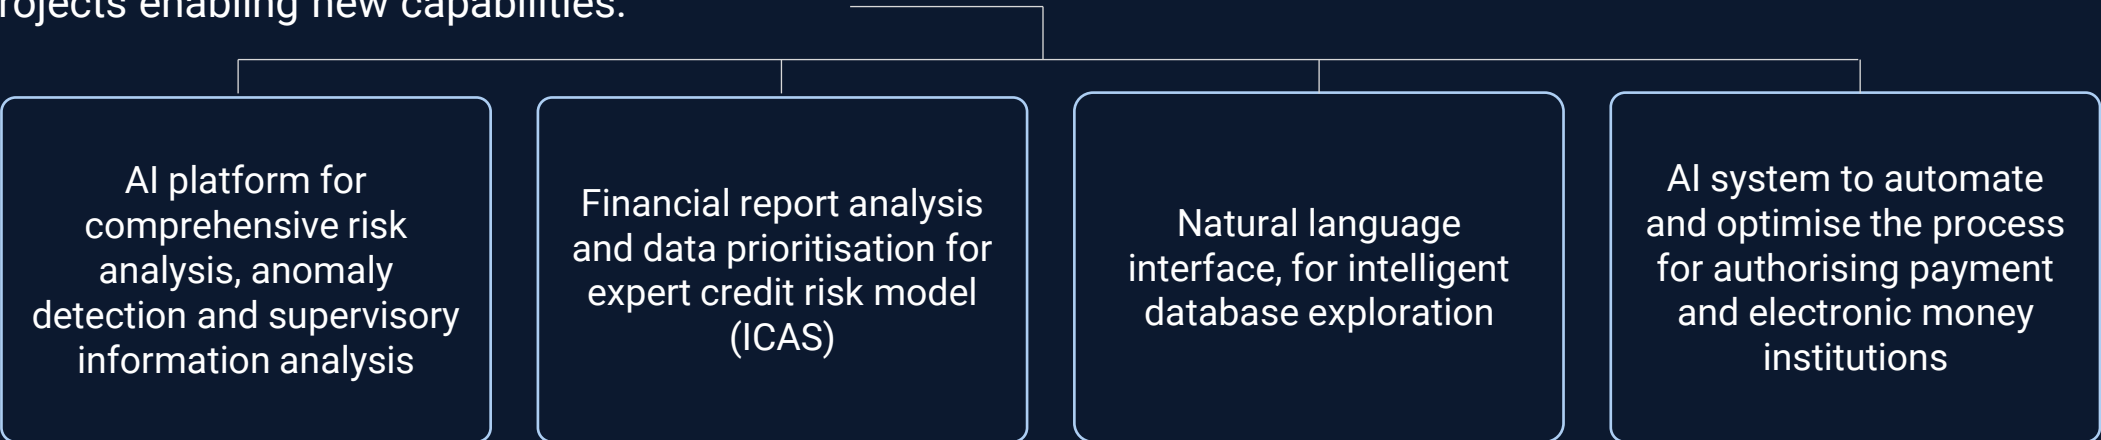 rojects enabling new capabilities.
AI platform for
comprehensive risk
analysis, anomaly
detection and supervisory
information analysis
Financial report analysis
and data prioritisation for
expert credit risk model
(ICAS)
Natural language
interface, for intelligent
database exploration
AI system to automate
and optimise the process
for authorising payment
and electronic money
institutions